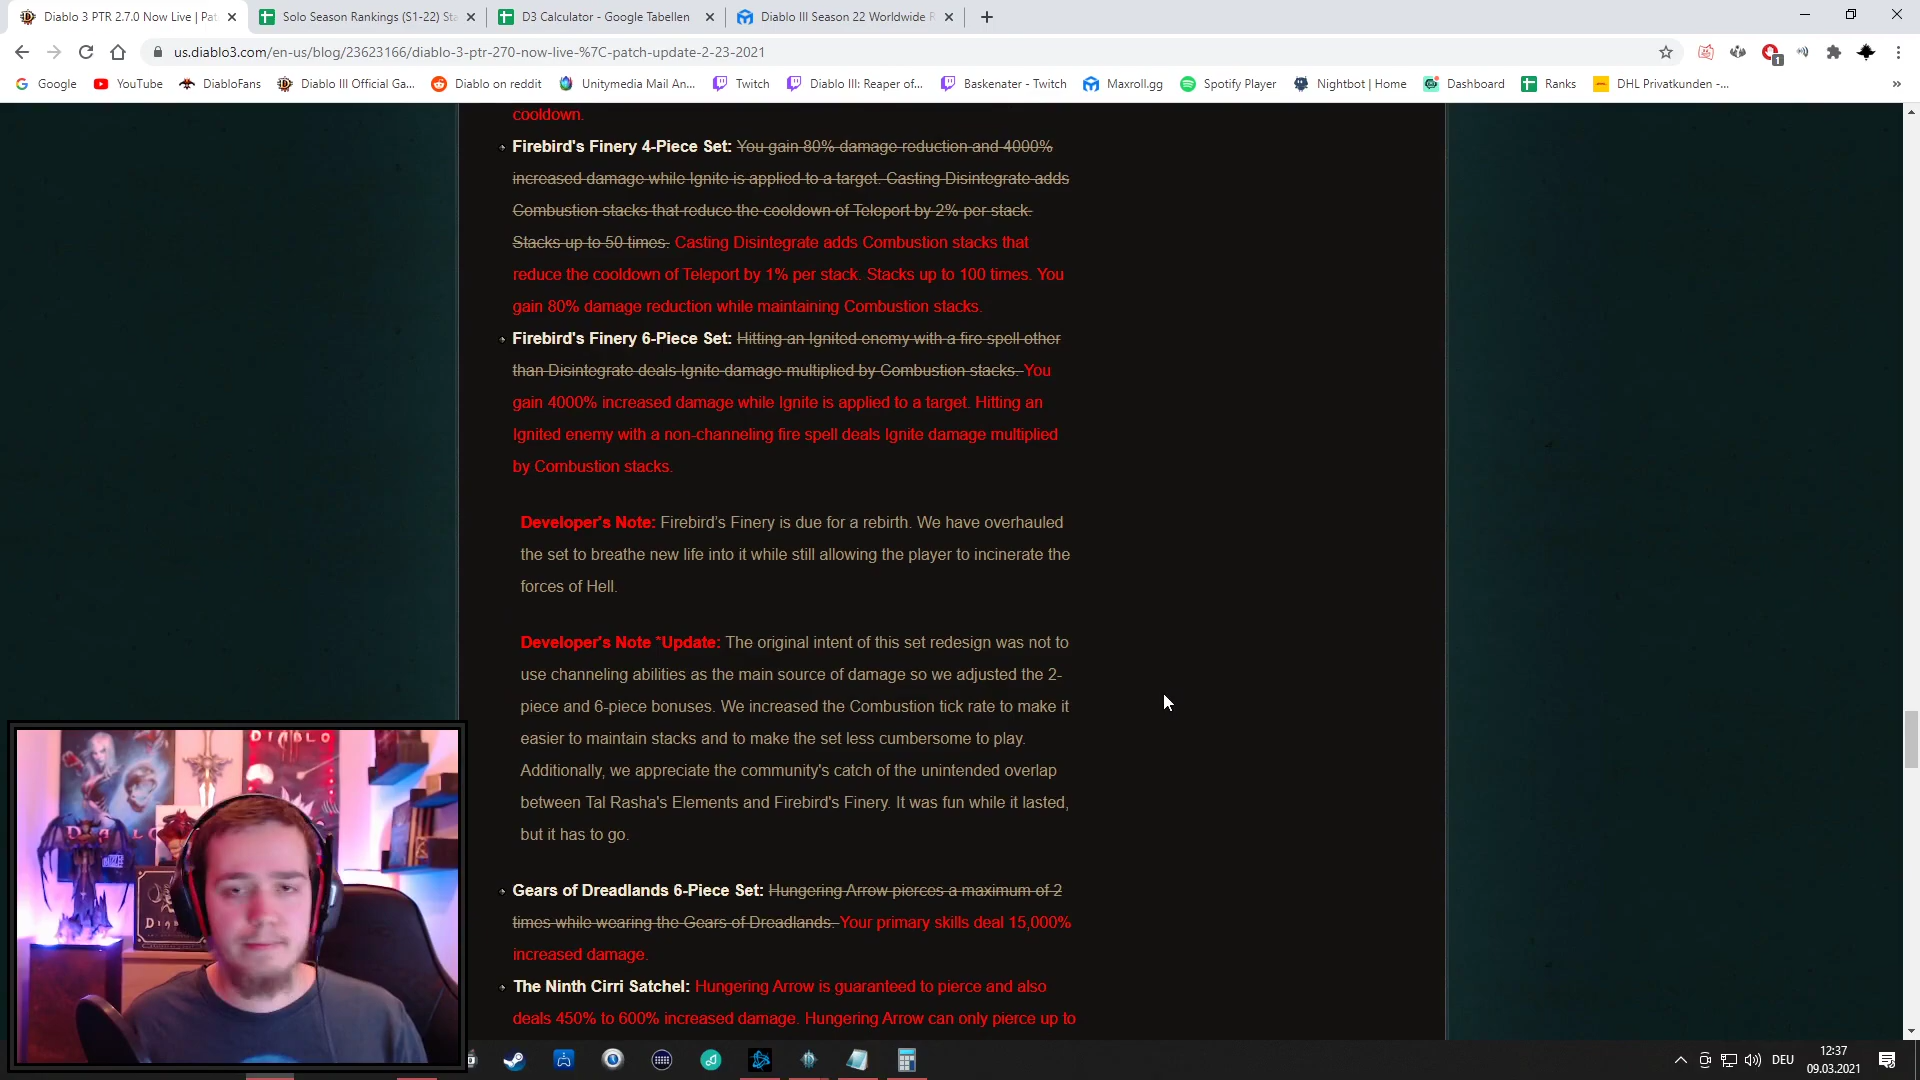 Diablo 3 PTR 2.7.0 Now Live | Pat
Solo Season Rankings (S1-22) Sta
D3 Calculator - Google Tabellen
Diablo III Season 22 Worldwide R
us.diablo3.com/en-us/blog/23623166/diablo-3-ptr-270-now-live-%7C-patch-update-2-23-2021
1
Google
YouTube
DiabloFans
Diablo III Official Ga...
Diablo on reddit
Unitymedia Mail An...
Twitch
Diablo III: Reaper of...
Baskenater - Twitch
Maxroll.gg
Spotify Player
Nightbot | Home
Dashboard
Ranks
DHL Privatkunden -...
cooldown.
Firebird's Finery 4-Piece Set: You gain 80% damage reduction and 4000%
increased damage while Ignite is applied to a target. Casting Disintegrate adds
Combustion stacks that reduce the cooldown of Teleport by 2% per stack.
Stacks up to 50 times. Casting Disintegrate adds Combustion stacks that
reduce the cooldown of Teleport by 1% per stack. Stacks up to 100 times. You
gain 80% damage reduction while maintaining Combustion stacks.
Firebird's Finery 6-Piece Set: Hitting an Ignited enemy with a fire spell other
than Disintegrate deals Ignite damage multiplied by Combustion stacks. You
gain 4000% increased damage while Ignite is applied to a target. Hitting an
Ignited enemy with a non-channeling fire spell deals Ignite damage multiplied
by Combustion stacks.
Developer's Note: Firebird's Finery is due for a rebirth. We have overhauled
the set to breathe new life into it while still allowing the player to incinerate the
forces of Hell.
Developer's Note *Update: The original intent of this set redesign was not to
use channeling abilities as the main source of damage so we adjusted the 2-
piece and 6-piece bonuses. We increased the Combustion tick rate to make it
easier to maintain stacks and to make the set less cumbersome to play.
Additionally, we appreciate the community's catch of the unintended overlap
between Tal Rasha's Elements and Firebird's Finery. It was fun while it lasted,
but it has to go.
Gears of Dreadlands 6-Piece Set: Hungering Arrow pierces a maximum of 2
times while wearing the Gears of Dreadlands. Your primary skills deal 15,000%
increased damage.
The Ninth Cirri Satchel: Hungering Arrow is guaranteed to pierce and also
deals 450% to 600% increased damage. Hungering Arrow can only pierce up to
DEU
12:37
09.03.2021